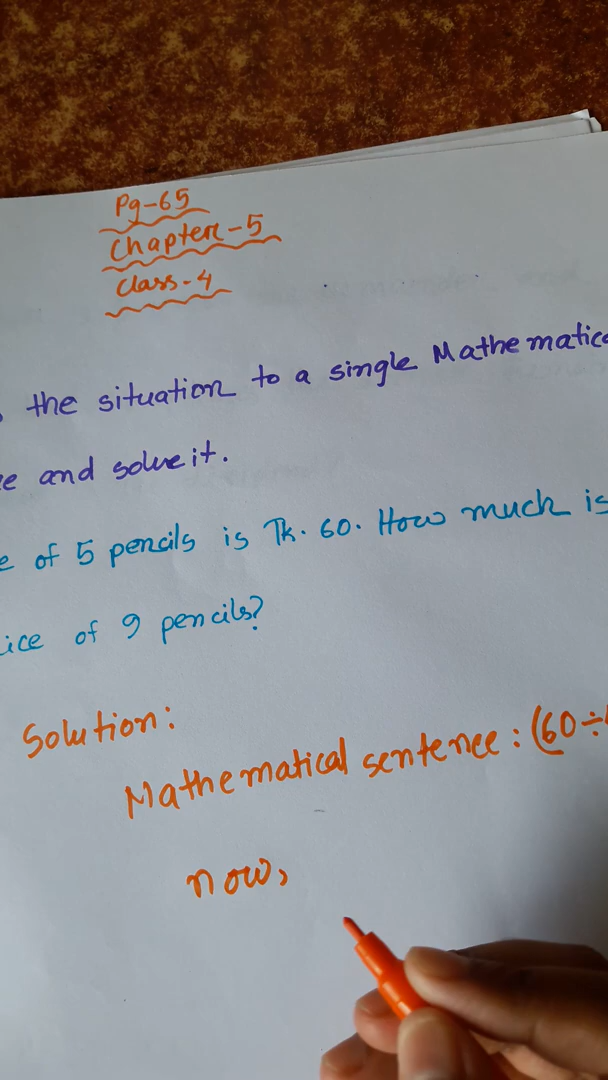 Pg-65
Chapter-5
Class-4
the situation to a single Mathematic
and solve it.
of 5 pencils is Tk. 60. How much is
ice of 9 pencils?
Solution:
Mathematical sentence: (60÷
now,